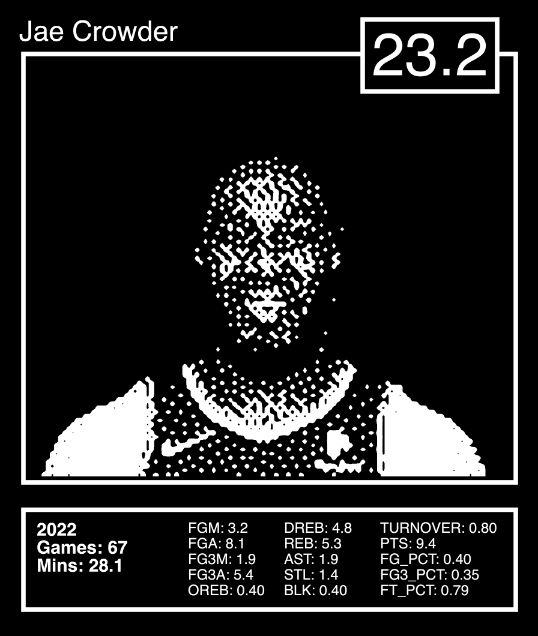 Jae Crowder
23.2
2022
Games: 67
Mins: 28.1
FGM: 3.2
FGA: 8.1
FG3M: 1.9
FG3A: 5.4
OREB: 0.40
DREB: 4.8
REB: 5.3
AST: 1.9
STL: 1.4
BLK: 0.40
TURNOVER: 0.80
PTS: 9.4
FG_PCT: 0.40
FG3_PCT: 0.35
FT_PCT: 0.79